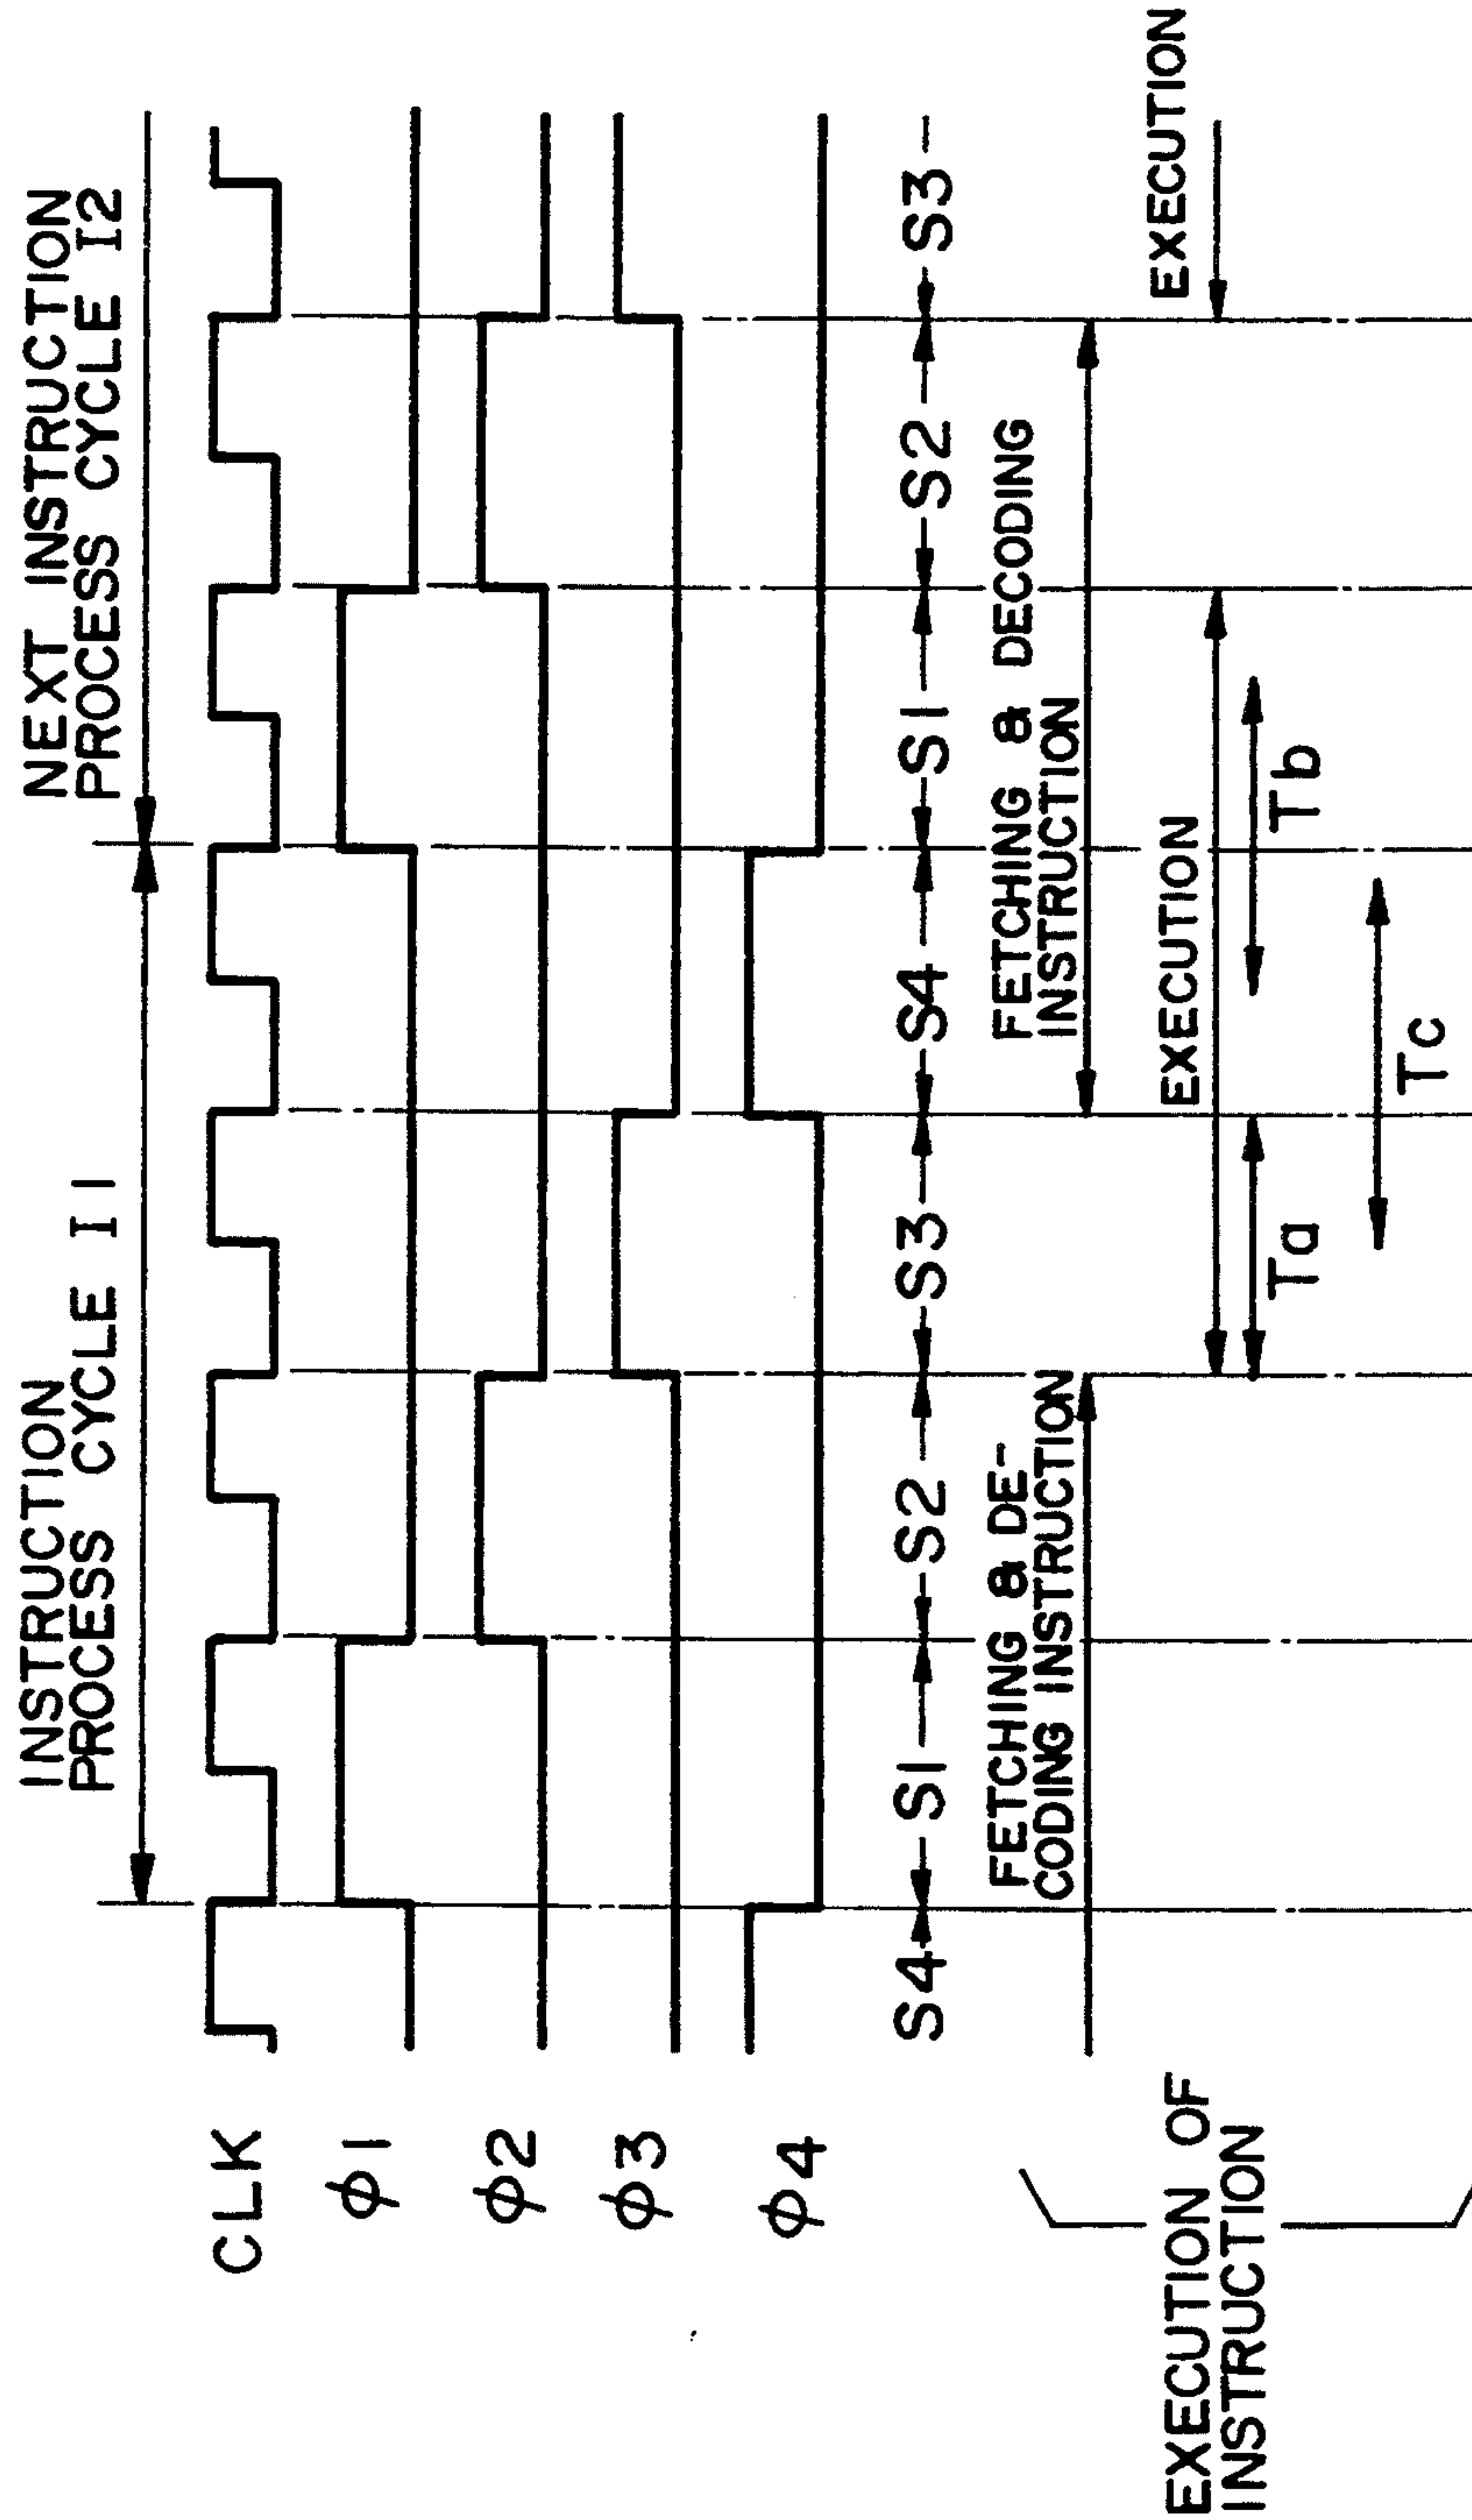 INSTRUCTION
PROCESS CYCLE I1
NEXT INSTRUCTION
PROCESS CYCLE I2
CLK
φ1
φ2
φ3
φ4
S4 S1 S2 S3 S4 S1 S2 S3
FETCHING & DE-
CODING INSTRUCTION
FETCHING & DECODING
INSTRUCTION
EXECUTION OF
INSTRUCTION
EXECUTION
EXECUTION
Ta
Tb
Tc